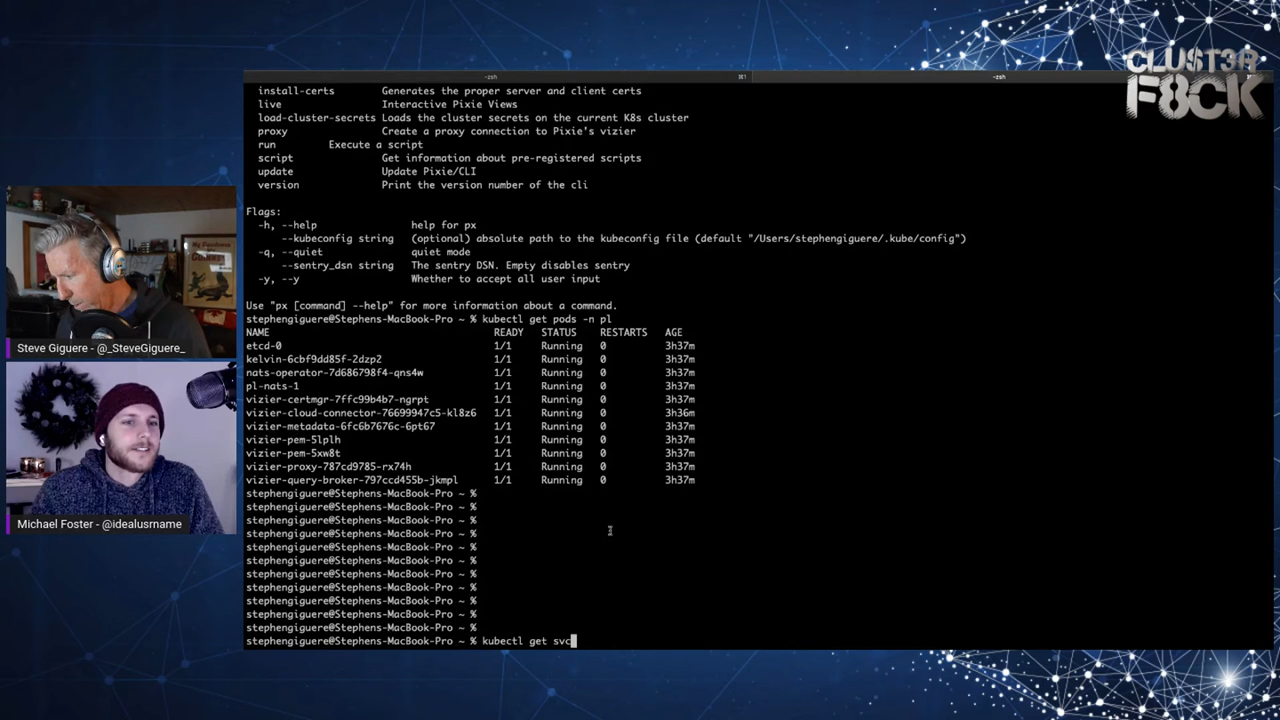 CLUST3R
F8CK
-zsh
⌘1
-zsh
install-certs Generates the proper server and client certs
live Interactive Pixie Views
load-cluster-secrets Loads the cluster secrets on the current K8s cluster
proxy Create a proxy connection to Pixie's vizier
run Execute a script
script Get information about pre-registered scripts
update Update Pixie/CLI
version Print the version number of the cli
Flags:
-h, --help help for px
--kubeconfig string (optional) absolute path to the kubeconfig file (default "/Users/stephengiguere/.kube/config")
-q, --quiet quiet mode
--sentry_dsn string The sentry DSN. Empty disables sentry
-y, --y Whether to accept all user input
Use "px [command] --help" for more information about a command.
stephengiguere@Stephens-MacBook-Pro ~ % kubectl get pods -n pl
NAME READY STATUS RESTARTS AGE
etcd-0 1/1 Running 0 3h37m
kelvin-6cbf9dd85f-2dzp2 1/1 Running 0 3h37m
nats-operator-7d686798f4-qns4w 1/1 Running 0 3h37m
pl-nats-1 1/1 Running 0 3h37m
vizier-certmgr-7ffc99b4b7-ngrpt 1/1 Running 0 3h37m
vizier-cloud-connector-76699947c5-kl8z6 1/1 Running 0 3h36m
vizier-metadata-6fc6b7676c-6pt67 1/1 Running 0 3h37m
vizier-pem-5lplh 1/1 Running 0 3h37m
vizier-pem-5xw8t 1/1 Running 0 3h37m
vizier-proxy-787cd9785-rx74h 1/1 Running 0 3h37m
vizier-query-broker-797ccd455b-jkmpl 1/1 Running 0 3h37m
stephengiguere@Stephens-MacBook-Pro ~ %
stephengiguere@Stephens-MacBook-Pro ~ %
stephengiguere@Stephens-MacBook-Pro ~ %
stephengiguere@Stephens-MacBook-Pro ~ %
stephengiguere@Stephens-MacBook-Pro ~ %
stephengiguere@Stephens-MacBook-Pro ~ %
stephengiguere@Stephens-MacBook-Pro ~ %
stephengiguere@Stephens-MacBook-Pro ~ %
stephengiguere@Stephens-MacBook-Pro ~ %
stephengiguere@Stephens-MacBook-Pro ~ %
stephengiguere@Stephens-MacBook-Pro ~ %
stephengiguere@Stephens-MacBook-Pro ~ % kubectl get svc
Steve Giguere - @_SteveGiguere_
Michael Foster - @idealusrname